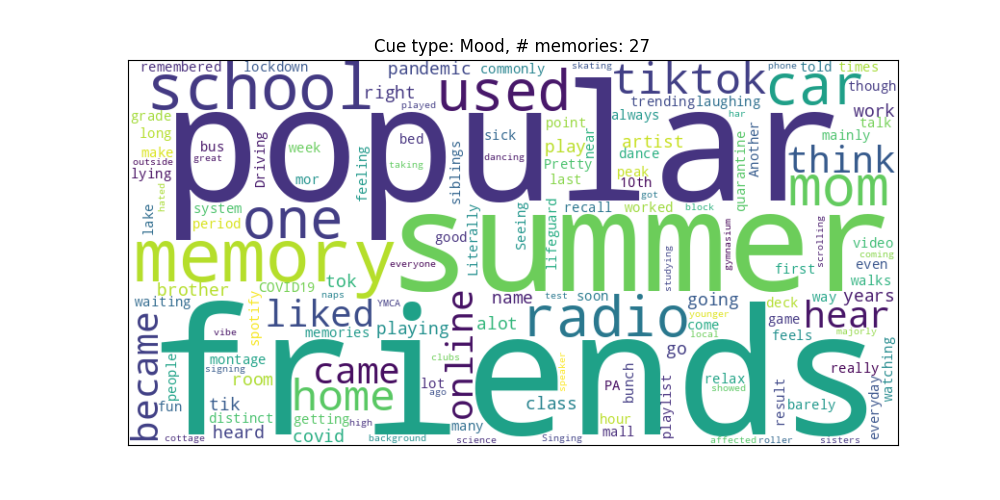 Cue type: Mood, # memories: 27
remembered lockdown pandemic commonly skating phone told times
school right used tiktok car though
played trending laughing
grade popular always work
long point artist talk
make bus Driving week bed sick play near dance har Another mainly
outside great dancing Pretty quarantine think
lying mor feeling taking siblings last peak 10th got mom
hated system one lifeguard recall worked block
lake period Literally Seeing
memory good summer gymnasium scrolling video
everyone studying coming
brother COVID19 tok first even
walks
waiting naps YMCA name test soon going deck way years
liked memories playing alot radio younger come game hear
became vibe spotify online local feels majorly
people montage came clubs go
signing room home lot ago speaker PA bunch relax really watching
showed
fun tik distinct getting class hour playlist result barely everyday
heard high many mall
covid
cottage friends background science Singing affected roller sisters